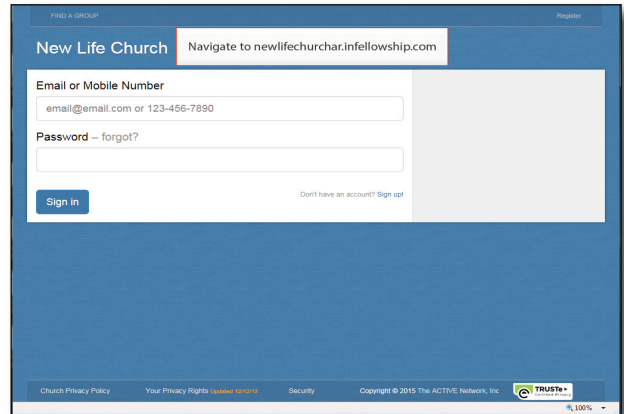 FIND A GROUP Register
New Life Church Navigate to newlifechurchar.infellowship.com
Email or Mobile Number
email@email.com or 123-456-7890
Password – forgot?
Don't have an account? Sign up!
Sign in
Church Privacy Policy Your Privacy Rights Updated 12/12/13 Security Copyright © 2015 The ACTIVE Network, Inc TRUSTe
Certified Privacy
100%